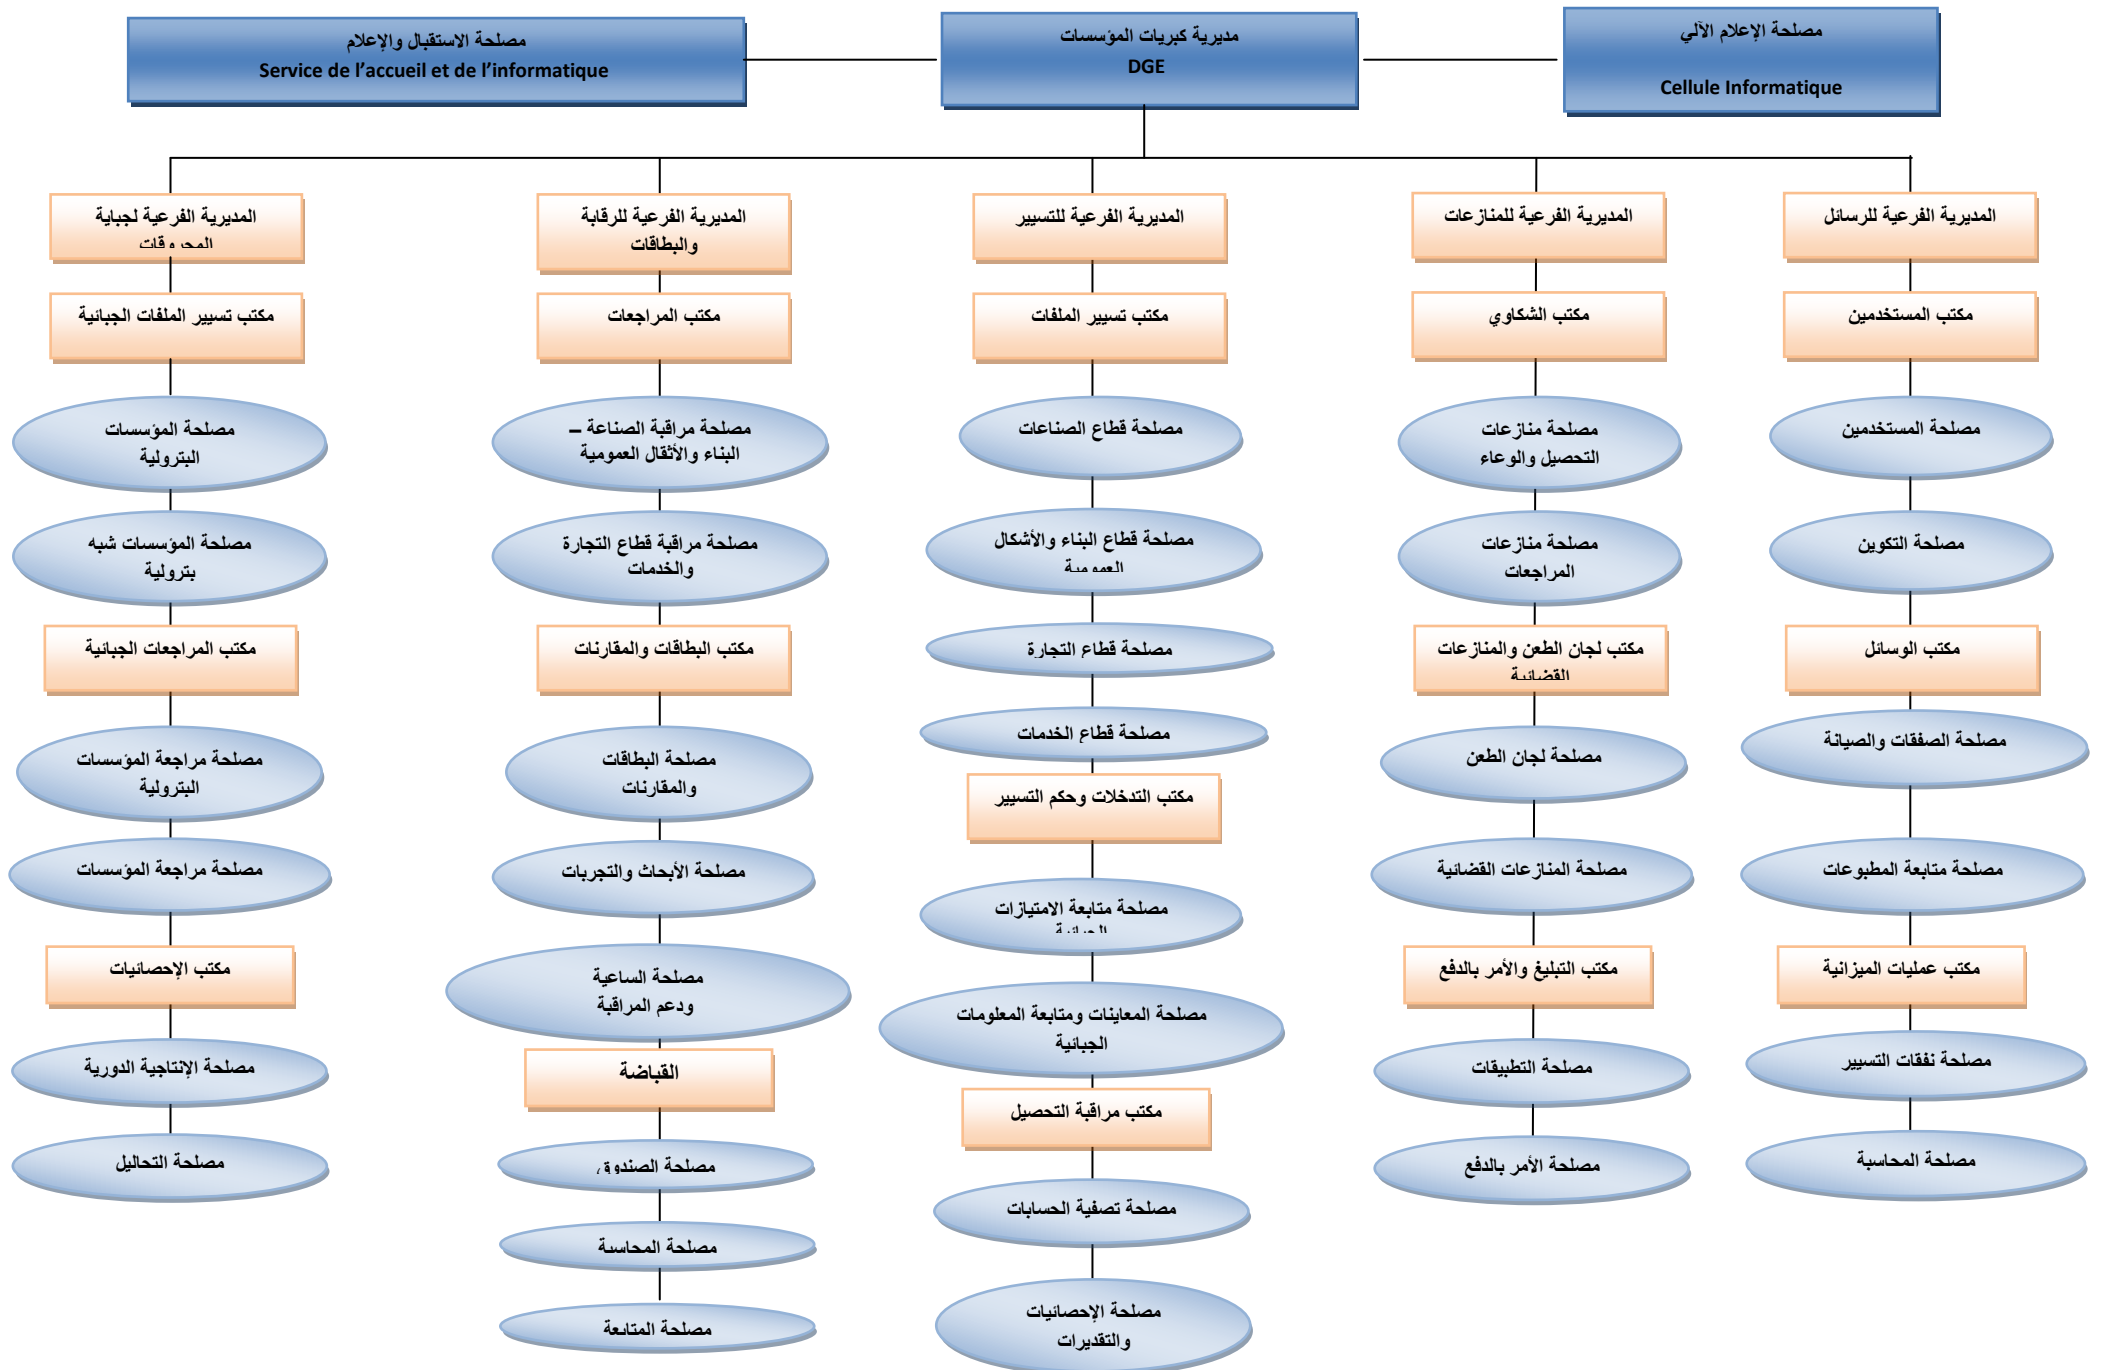 مصلحة الإعلام الآلي
Cellule Informatique
مديرية كبريات المؤسسات
DGE
مصلحة الاستقبال والإعلام
Service de l’accueil et de l’informatique
المديرية الفرعية للرسائل
مكتب المستخدمين
مصلحة المستخدمين
مصلحة التكوين
مكتب الوسائل
مصلحة الصفقات والصيانة
مصلحة متابعة المطبوعات
مكتب عمليات الميزانية
مصلحة نفقات التسيير
مصلحة المحاسبة
المديرية الفرعية للمنازعات
مكتب الشكاوي
مصلحة منازعات
التحصيل والوعاء
مصلحة منازعات
المراجعات
مكتب لجان الطعن والمنازعات
القضائية
مصلحة لجان الطعن
مصلحة المنازعات القضائية
مكتب التبليغ والأمر بالدفع
مصلحة التطبيقات
مصلحة الأمر بالدفع
المديرية الفرعية للتسيير
مكتب تسيير الملفات
مصلحة قطاع الصناعات
مصلحة قطاع البناء والأشكال
العمومية
مصلحة قطاع التجارة
مصلحة قطاع الخدمات
مكتب التدخلات وحكم التسيير
مصلحة متابعة الامتيازات
الجبائية
مصلحة المعاينات ومتابعة المعلومات
الجبائية
مكتب مراقبة التحصيل
مصلحة تصفية الحسابات
مصلحة الإحصائيات
والتقديرات
المديرية الفرعية للرقابة
والبطاقات
مكتب المراجعات
مصلحة مراقبة الصناعة –
البناء والأثقال العمومية
مصلحة مراقبة قطاع التجارة
والخدمات
مكتب البطاقات والمقارنات
مصلحة البطاقات
والمقارنات
مصلحة الأبحاث والتجربات
مصلحة الساعية
ودعم المراقبة
القباضة
مصلحة الصندوق
مصلحة المحاسبة
مصلحة المتابعة
المديرية الفرعية لجباية
المحروقات
مكتب تسيير الملفات الجبائية
مصلحة المؤسسات
البترولية
مصلحة المؤسسات شبه
بترولية
مكتب المراجعات الجبائية
مصلحة مراجعة المؤسسات
البترولية
مصلحة مراجعة المؤسسات
مكتب الإحصائيات
مصلحة الإنتاجية الدورية
مصلحة التحاليل